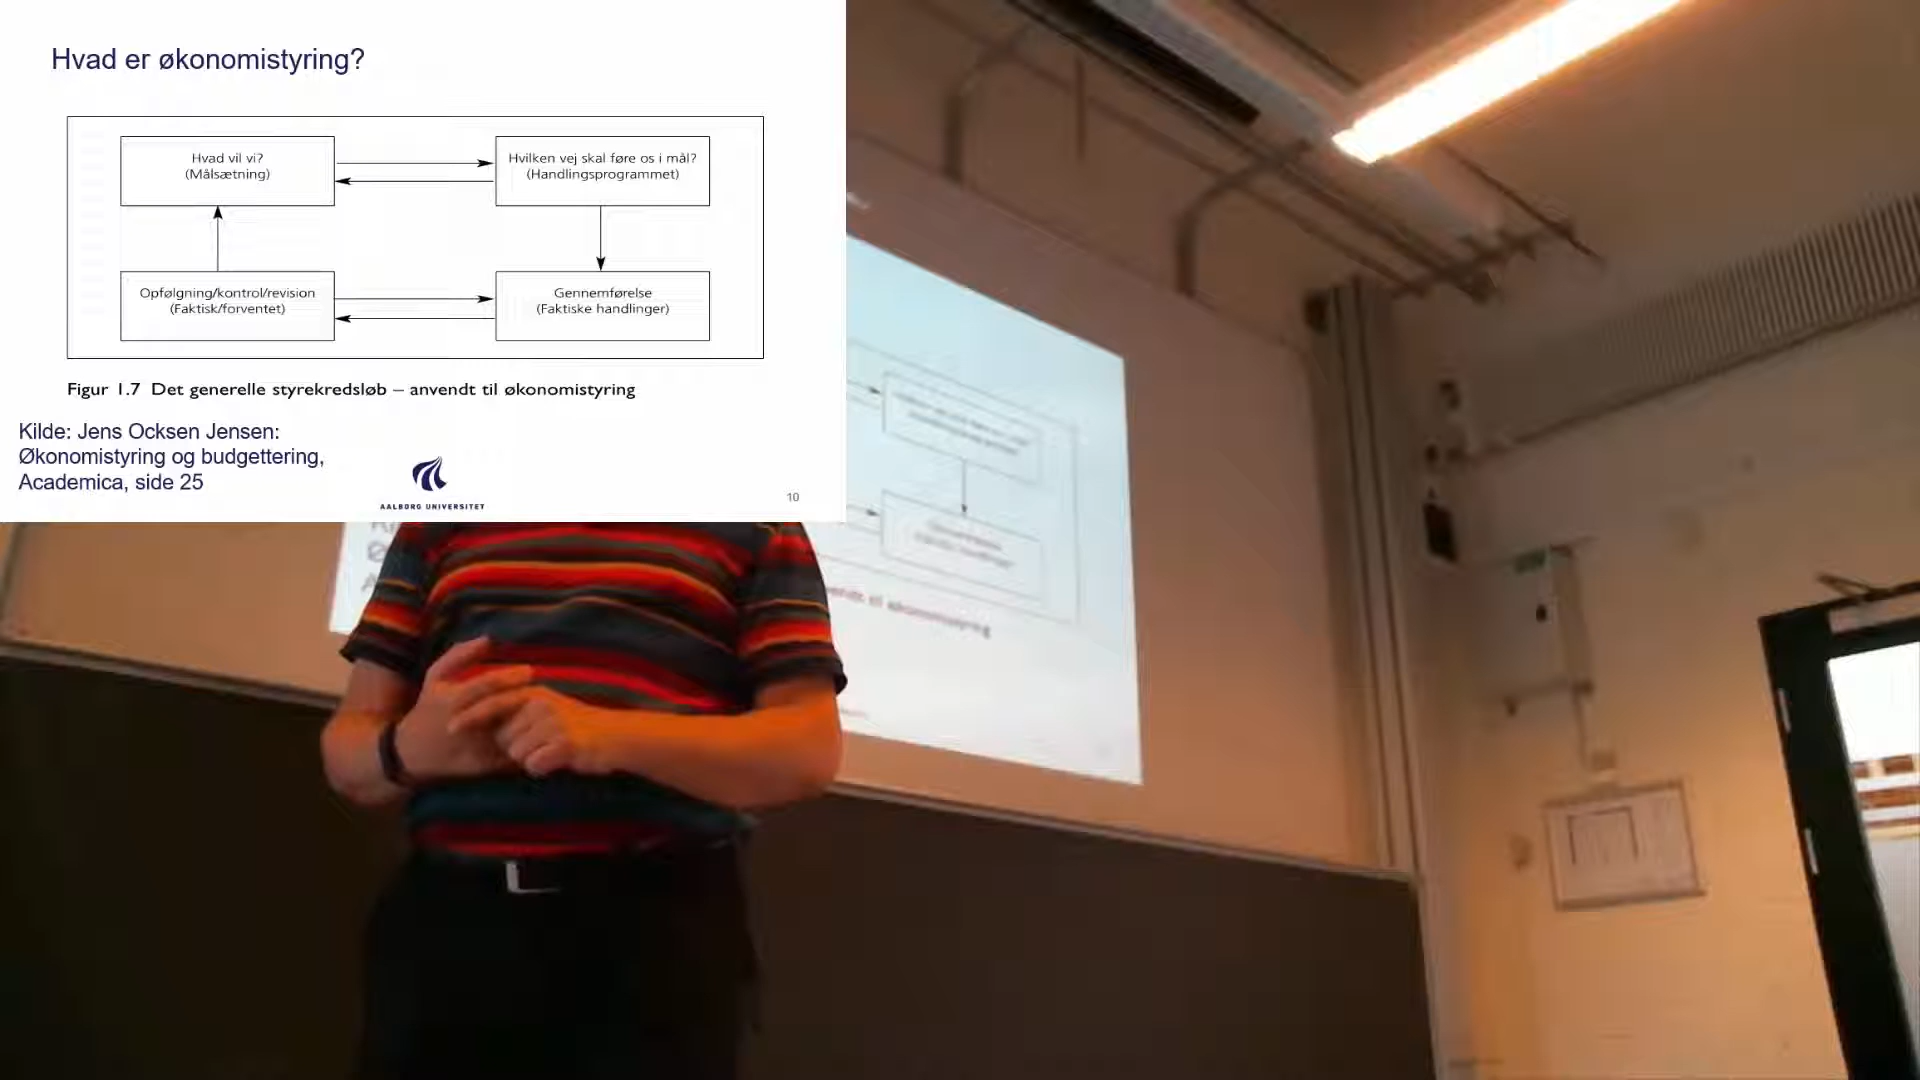 Hvad er økonomistyring?
Hvad vil vi?
(Målsætning)
Hvilken vej skal føre os i mål?
(Handlingsprogrammet)
Opfølgning/kontrol/revision
(Faktisk/forventet)
Gennemførelse
(Faktiske handlinger)
Figur 1.7 Det generelle styrekredsløb – anvendt til økonomistyring
Kilde: Jens Ocksen Jensen:
Økonomistyring og budgettering,
Academica, side 25
AALBORG UNIVERSITET
10
til økonomistyring